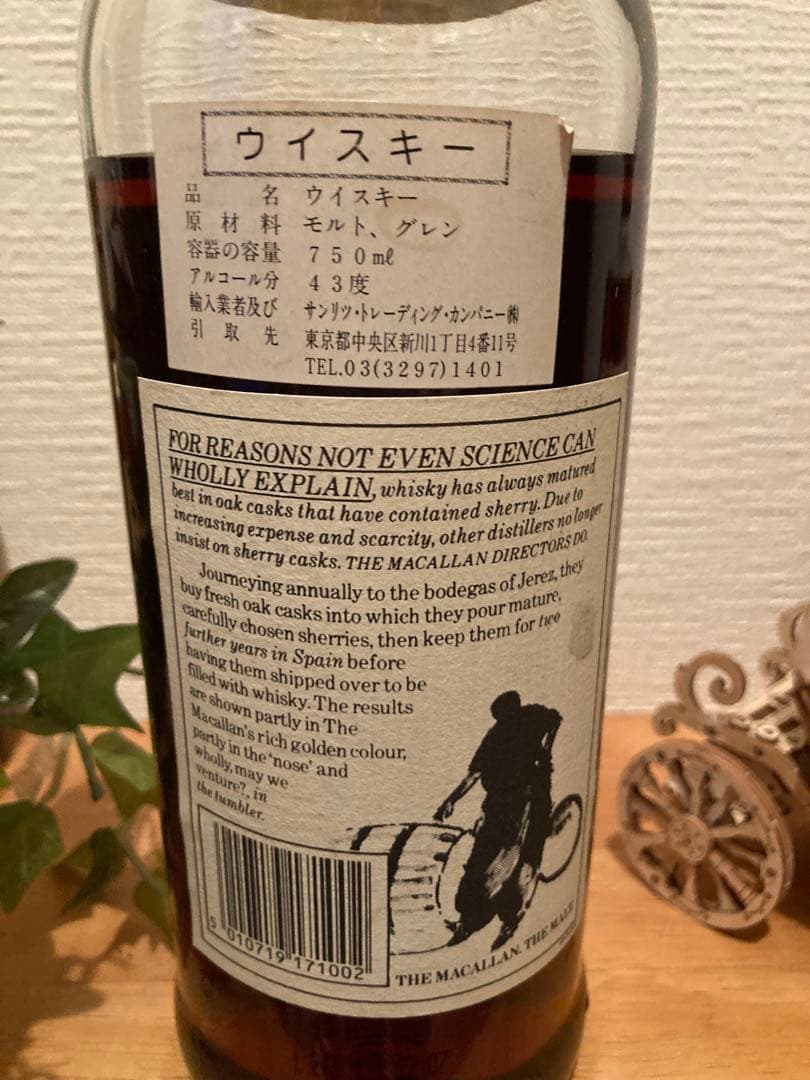 ウイスキー
品名 ウイスキー
原材料 モルト、グレン
容器の容量 750㎖
アルコール分 43度
輸入業者及び サンリツ・トレーディング・カンパニー㈱
引取先 東京都中央区新川1丁目4番11号
TEL.03(3297)1401
FOR REASONS NOT EVEN SCIENCE CAN
WHOLLY EXPLAIN, whisky has always matured
best in oak casks that have contained sherry. Due to
increasing expense and scarcity, other distillers no longer
insist on sherry casks. THE MACALLAN DIRECTORS DO.
Journeying annually to the bodegas of Jerez, they
buy fresh oak casks into which they pour mature,
carefully chosen sherries, then keep them for two
further years in Spain before
having them shipped over to be
filled with whisky. The results
are shown partly in The
Macallan's rich golden colour,
partly in the 'nose' and
wholly, may we
venture?, in
the tumbler.
5 010719 171002
THE MACALLAN. THE MALT.